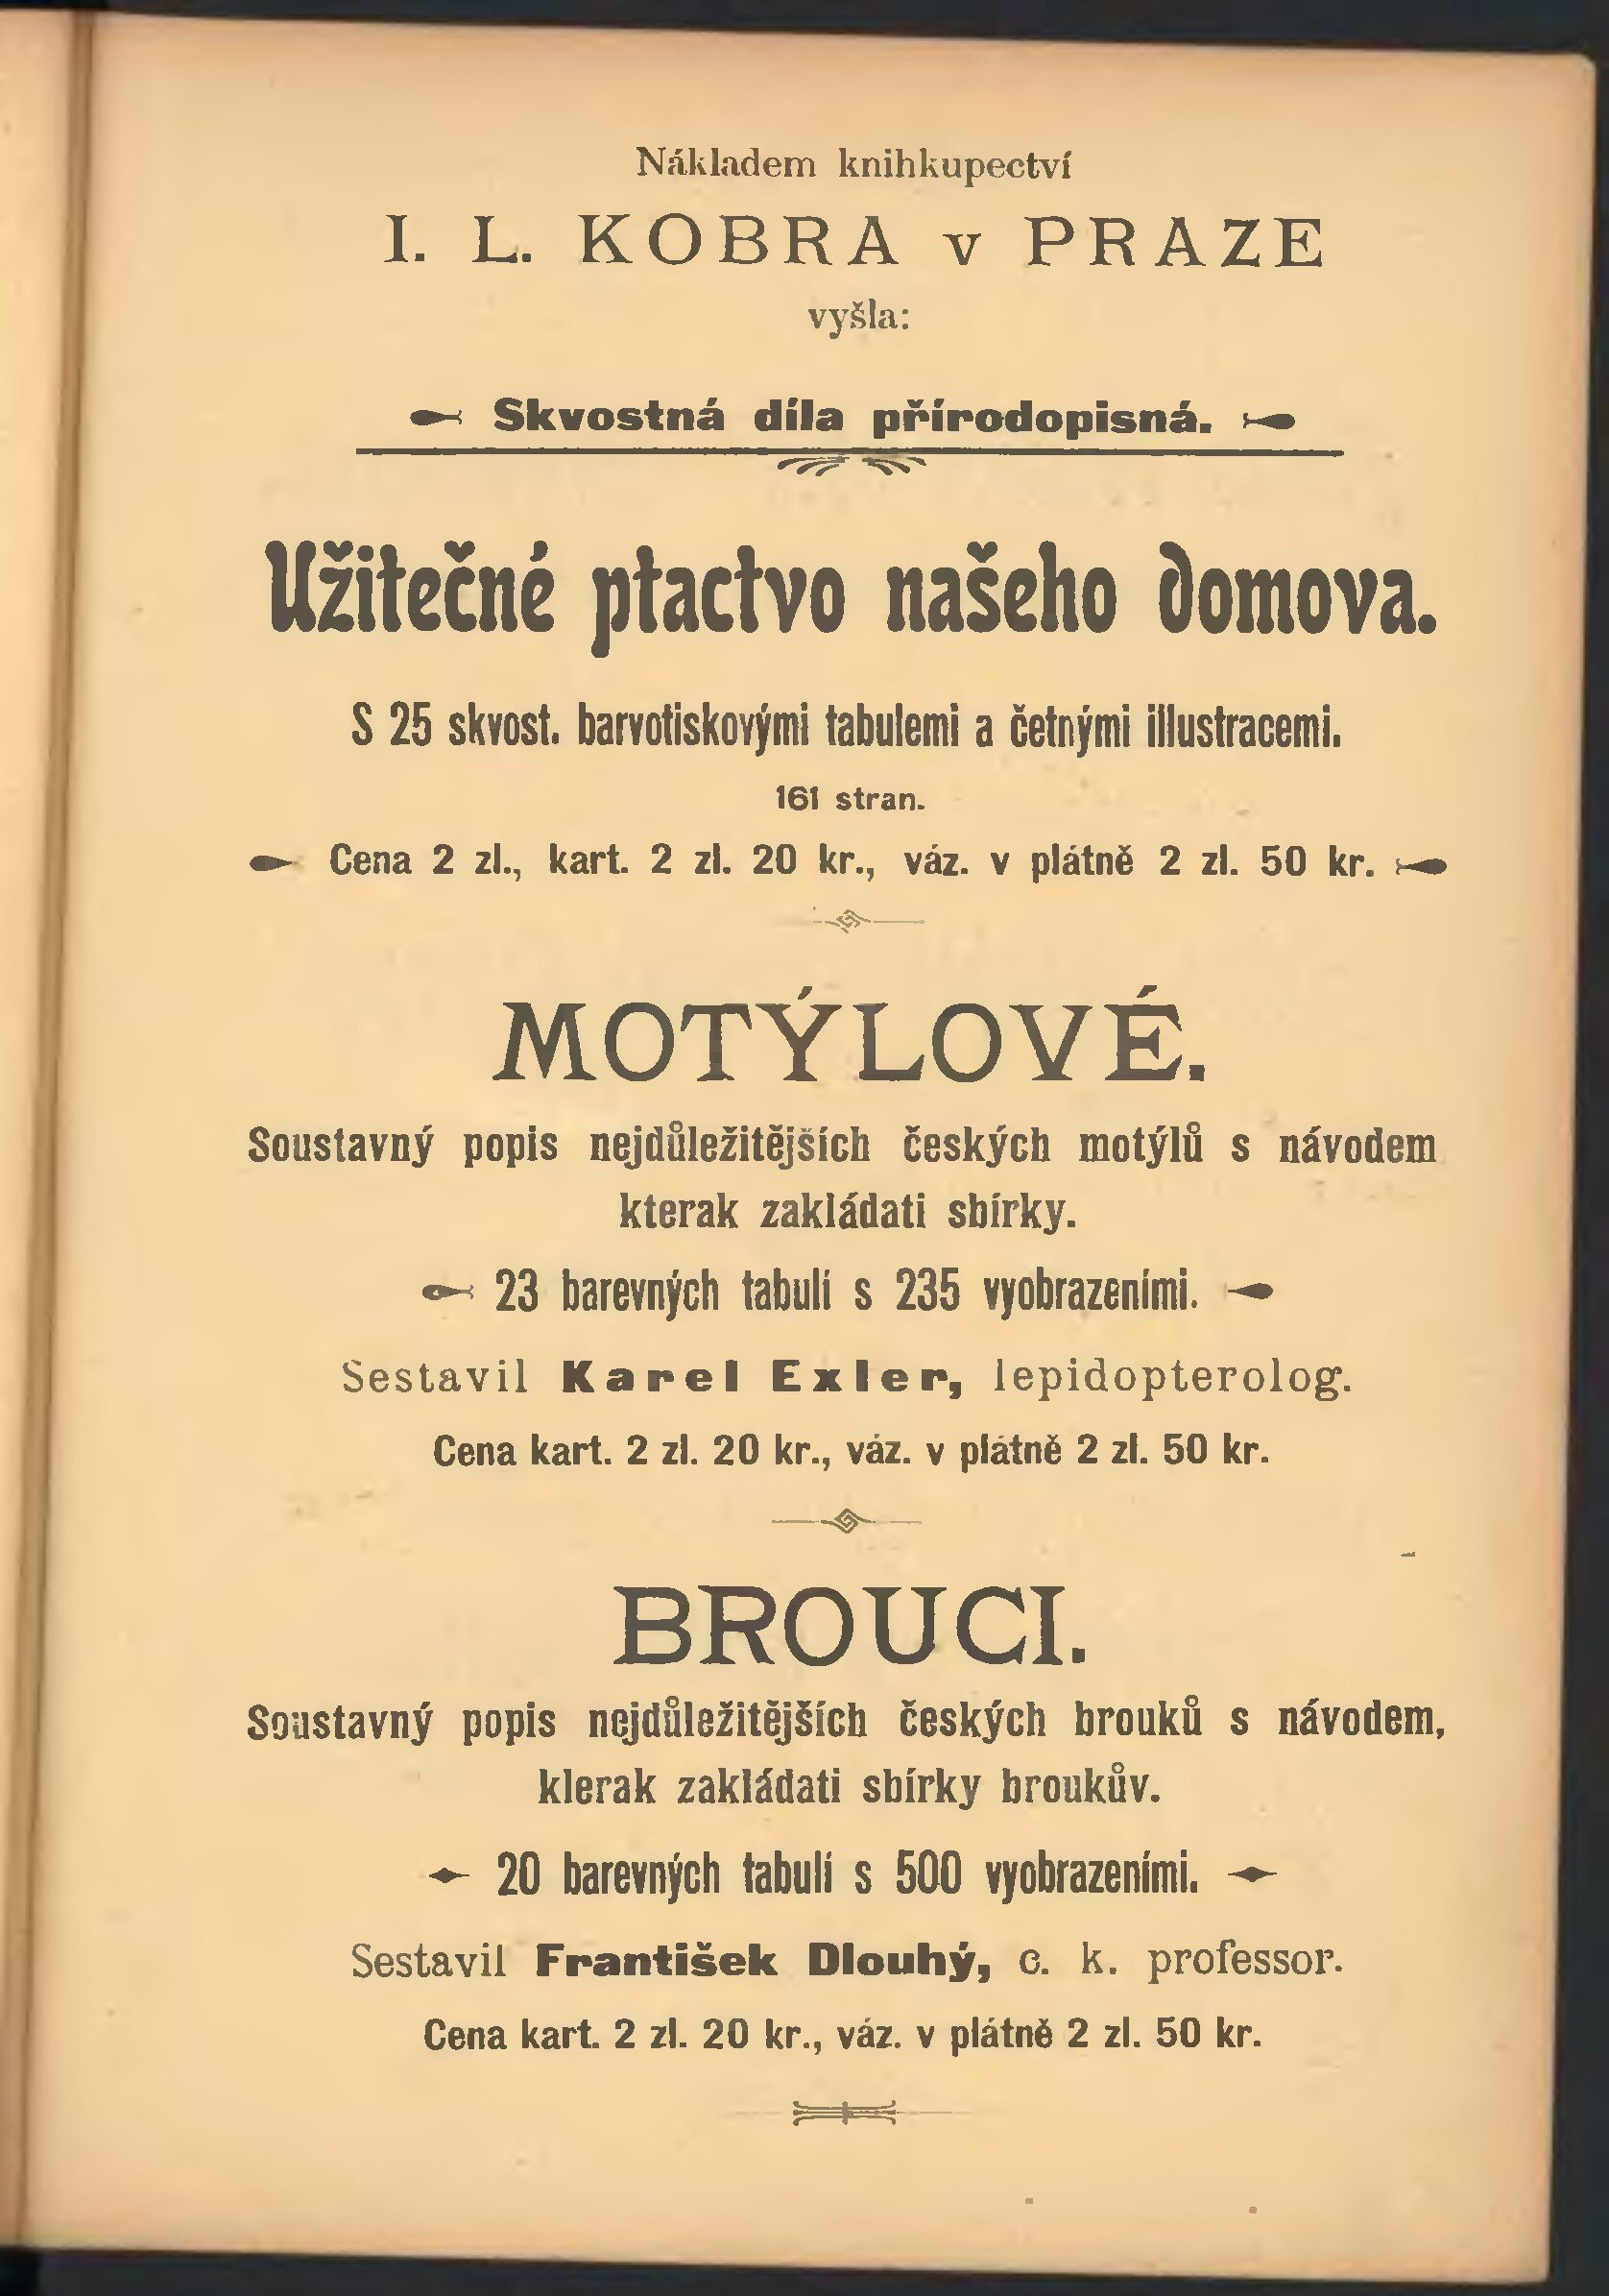 Nákladem knihkupectví
I. L. KOBRA v PRAZE
vyšla:
Skvostná díla přírodopisná.
Užitečné ptactvo našeho domova.
S 25 skvost. barvotiskovými tabulemi a četnými illustracemi.
161 stran.
Cena 2 zl., kart. 2 zl. 20 kr., váz. v plátně 2 zl. 50 kr.
MOTÝLOVÉ.
Soustavný popis nejdůležitějších českých motýlů s návodem
kterak zakládati sbírky.
23 barevných tabulí s 235 vyobrazeními.
Sestavil Karel Exler, lepidopterolog.
Cena kart. 2 zl. 20 kr., váz. v plátně 2 zl. 50 kr.
BROUCI.
Soustavný popis nejdůležitějších českých brouků s návodem,
klerak zakládati sbírky broukův.
20 barevných tabulí s 500 vyobrazeními.
Sestavil František Dlouhý, c. k. professor.
Cena kart. 2 zl. 20 kr., váz. v plátně 2 zl. 50 kr.